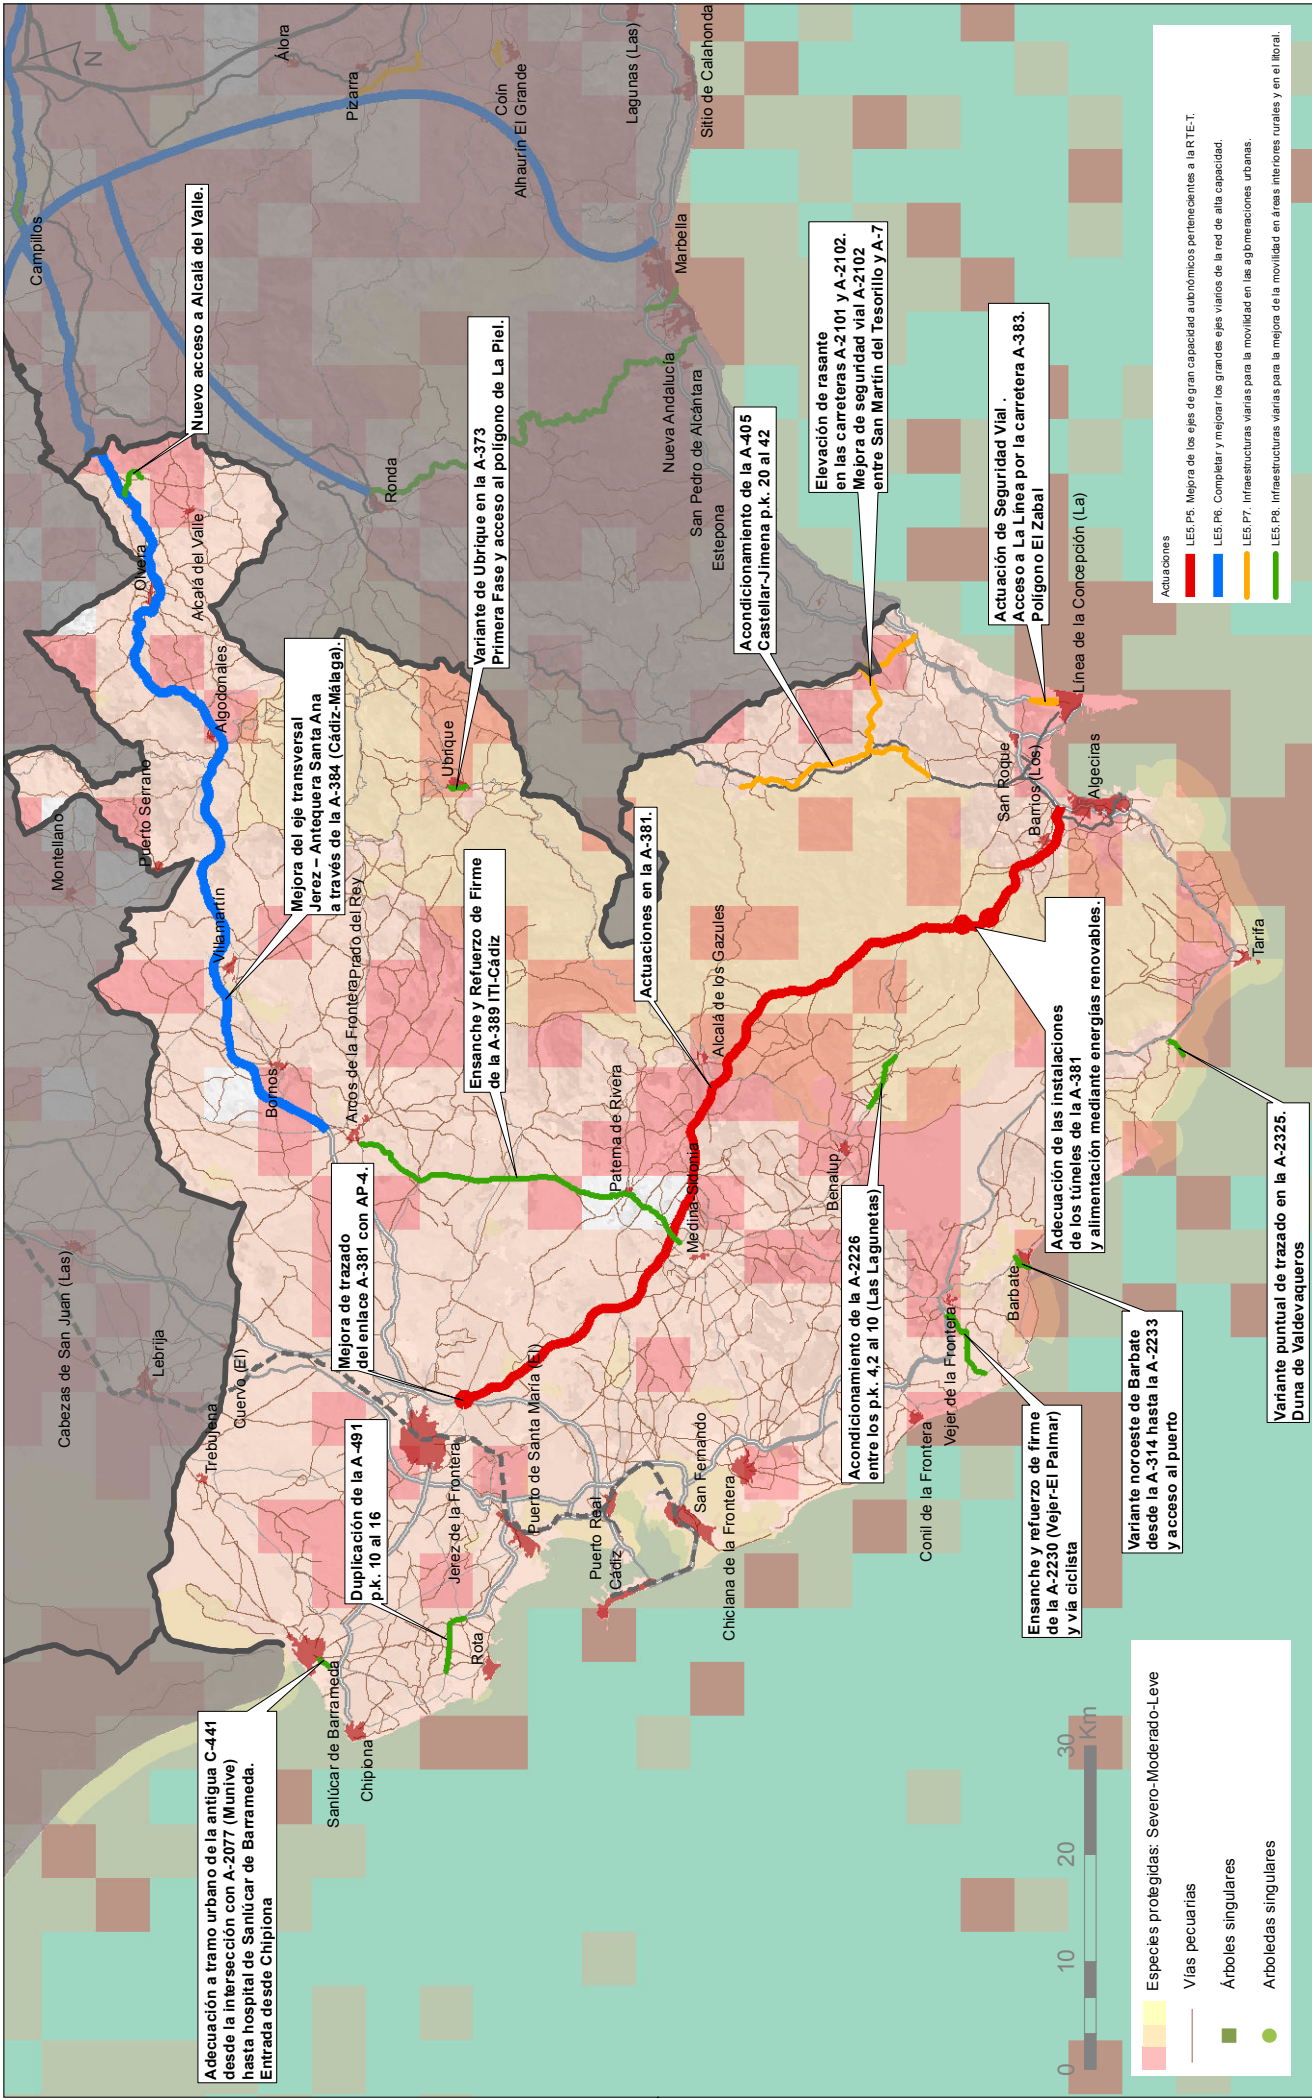 Adecuación a tramo urbano de la antigua C-441
desde la intersección con A-2077 (Munive)
hasta hospital de Sanlúcar de Barrameda.
Entrada desde Chipiona
Duplicación de la A-491
p.k. 10 al 16
Mejora de trazado
del enlace A-381 con AP-4.
Mejora del eje transversal
Jerez – Antequera Santa Ana
a través de la A-384 (Cádiz-Málaga).
Nuevo acceso a Alcalá del Valle.
Ensanche y Refuerzo de Firme
de la A-389 ITI-Cádiz
Variante de Ubrique en la A-373
Primera Fase y acceso al polígono de La Piel.
Actuaciones en la A-381.
Acondicionamiento de la A-405
Castellar-Jimena p.k. 20 al 42
Elevación de rasante
en las carreteras A-2101 y A-2102.
Mejora de seguridad vial A-2102
entre San Martín del Tesorillo y A-7
Actuación de Seguridad Vial .
Acceso a La Línea por la carretera A-383.
Polígono El Zabal
Acondicionamiento de la A-2226
entre los p.k. 4,2 al 10 (Las Lagunetas)
Adecuación de las instalaciones
de los túneles de la A-381
y alimentación mediante energías renovables.
Ensanche y refuerzo de firme
de la A-2230 (Vejer-El Palmar)
y vía ciclista
Variante noroeste de Barbate
desde la A-314 hasta la A-2233
y acceso al puerto
Variante puntual de trazado en la A-2325.
Duna de Valdevaqueros
Cabezas de San Juan (Las)
Lebrija
Trebujena
Cuervo (El)
Sanlúcar de Barrameda
Chipiona
Rota
Jerez de la Frontera
Puerto de Santa María (El)
Puerto Real
Cádiz
San Fernando
Chiclana de la Frontera
Conil de la Frontera
Vejer de la Frontera
Barbate
Benalup
Medina-Sidonia
Paterna de Rivera
Alcalá de los Gazules
Arcos de la Frontera
Prado del Rey
Bornos
Villamartín
Montellano
Puerto Serrano
Algodonales
Olvera
Alcalá del Valle
Ubrique
Ronda
Campillos
Álora
Pizarra
Coín
Alhaurín El Grande
Lagunas (Las)
Sitio de Calahonda
Marbella
Nueva Andalucía
San Pedro de Alcántara
Estepona
San Roque
Barrios (Los)
Algeciras
Línea de la Concepción (La)
Tarifa
N
0
10
20
30
Km
Especies protegidas: Severo-Moderado-Leve
Vías pecuarias
Árboles singulares
Arboledas singulares
Actuaciones
LE5.P5. Mejora de los ejes de gran capacidad autonómicos pertenecientes a la RTE-T.
LE5.P6. Completar y mejorar los grandes ejes viarios de la red de alta capacidad.
LE5.P7. Infraestructuras viarias para la movilidad en las aglomeraciones urbanas.
LE5.P8. Infraestructuras viarias para la mejora de la movilidad en áreas interiores rurales y en el litoral.